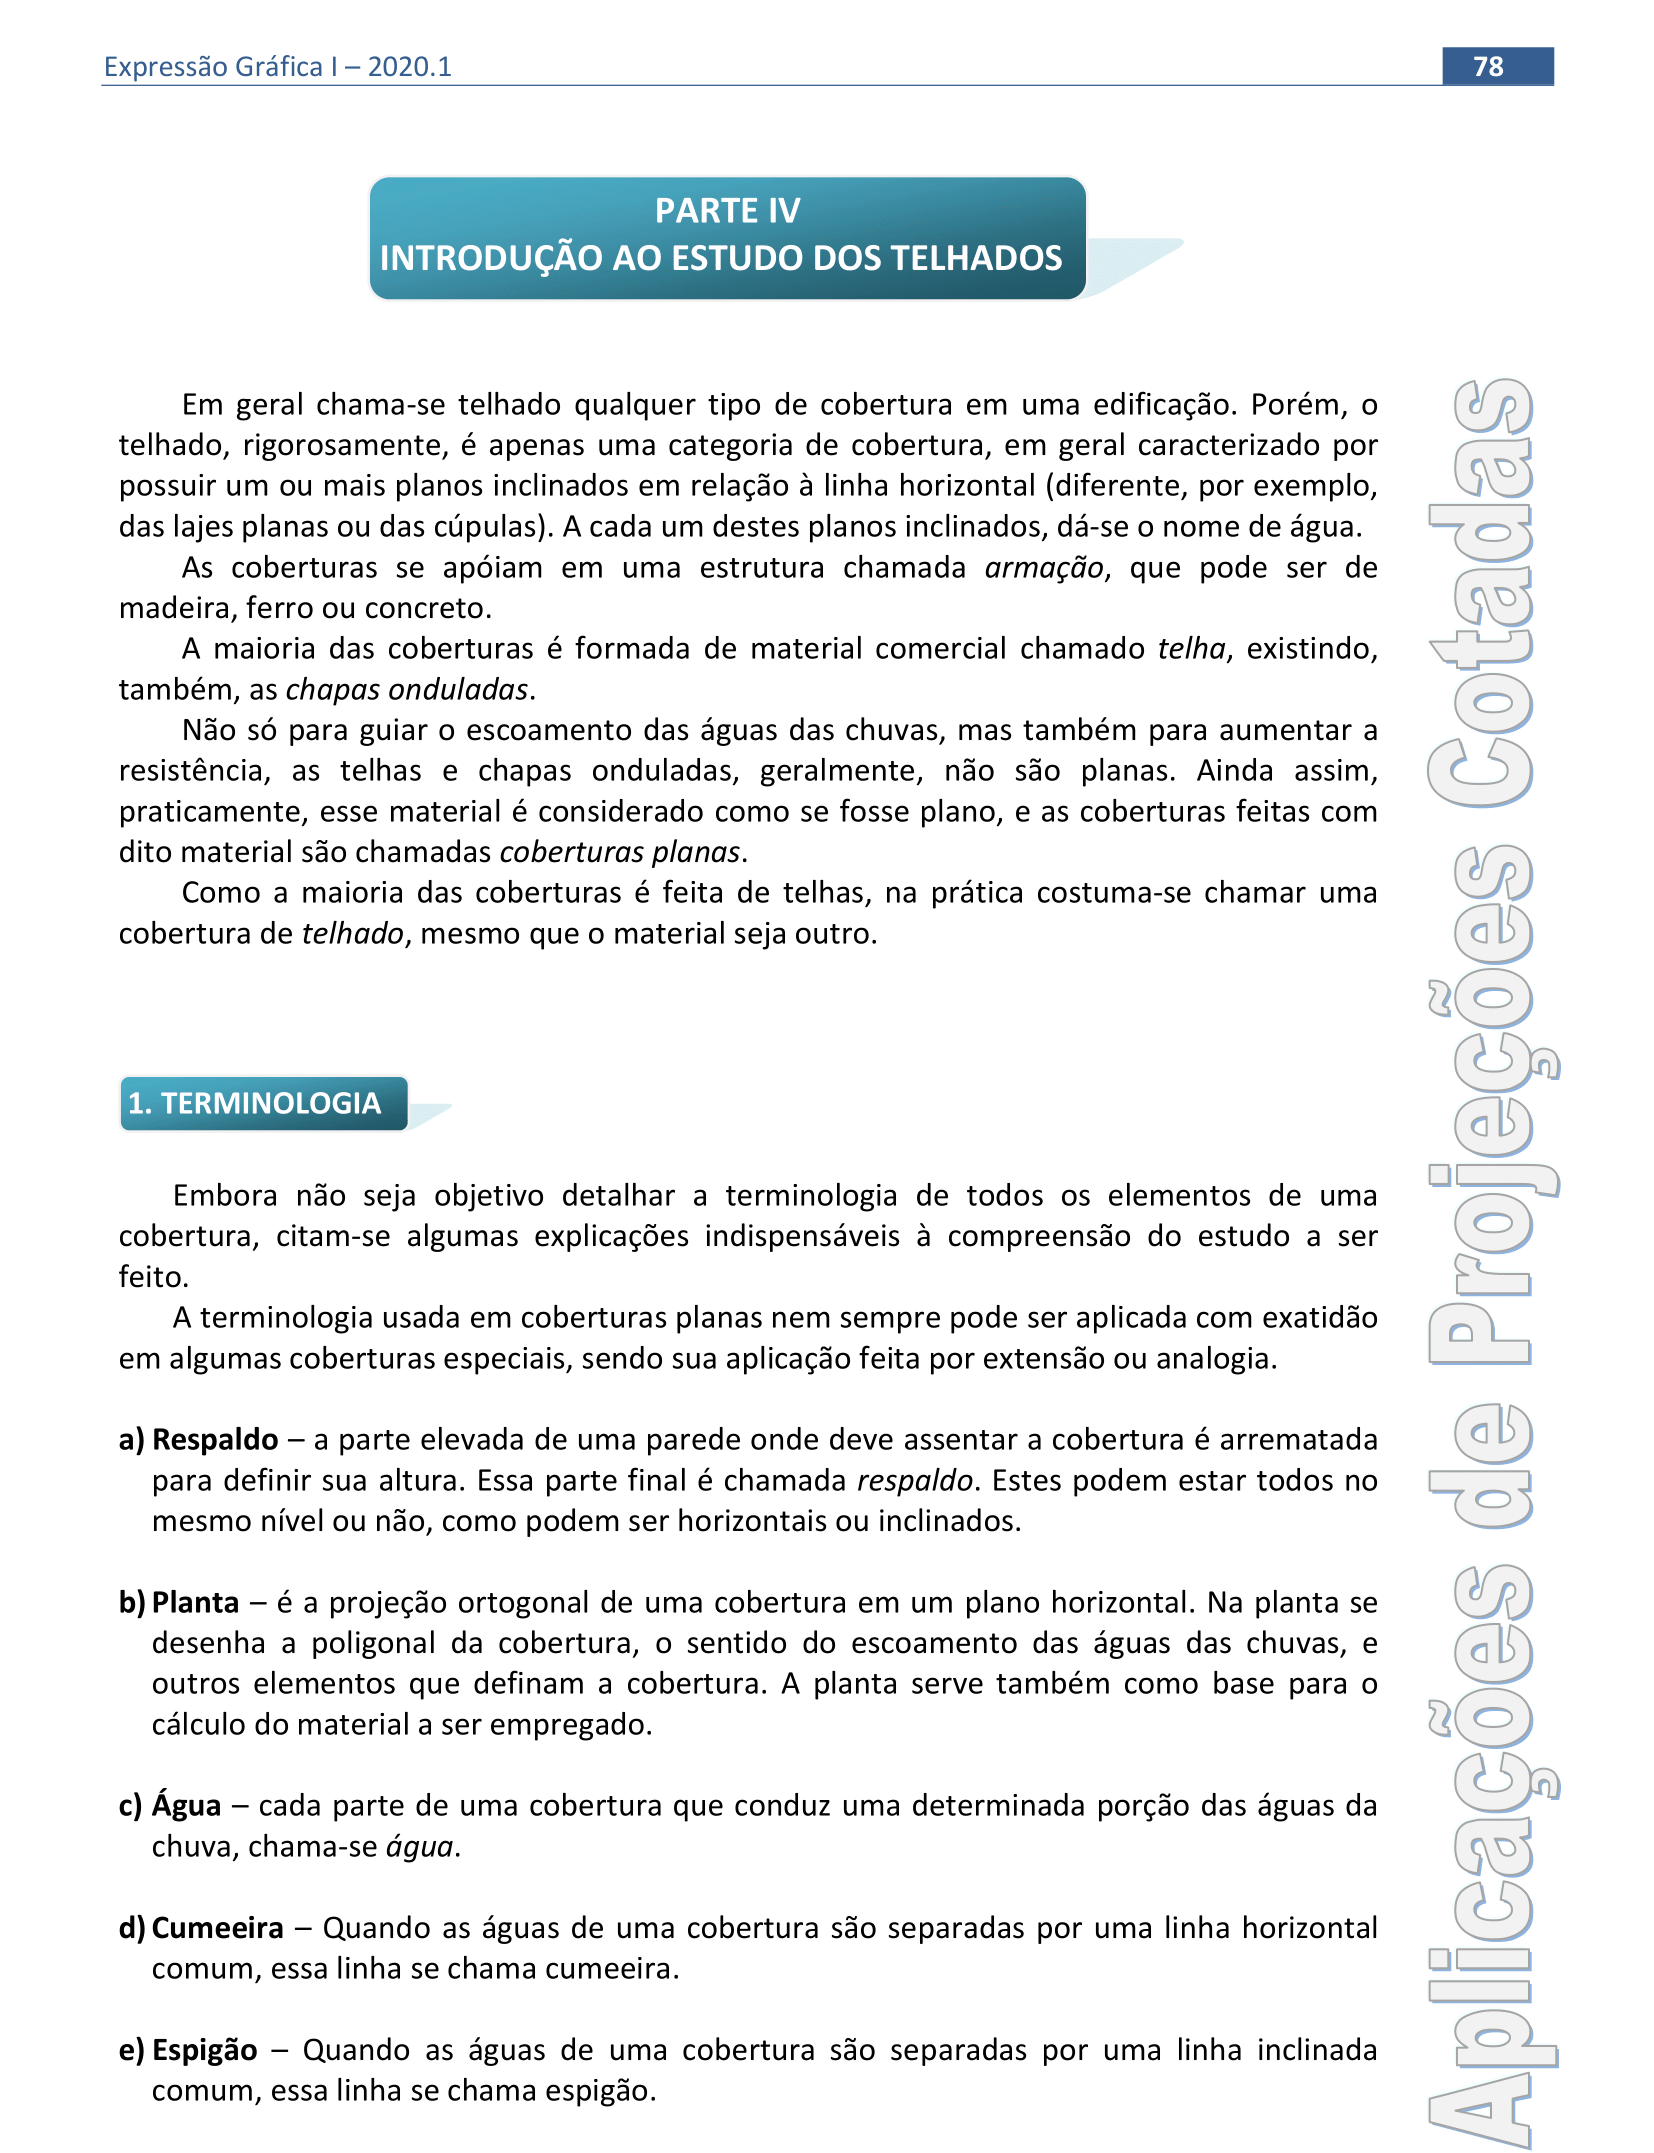 Expressão Gráfica I – 2020.1
78
PARTE IV
INTRODUÇÃO AO ESTUDO DOS TELHADOS
Em geral chama-se telhado qualquer tipo de cobertura em uma edificação. Porém, o
telhado, rigorosamente, é apenas uma categoria de cobertura, em geral caracterizado por
possuir um ou mais planos inclinados em relação à linha horizontal (diferente, por exemplo,
das lajes planas ou das cúpulas). A cada um destes planos inclinados, dá-se o nome de água.
As coberturas se apóiam em uma estrutura chamada armação, que pode ser de
madeira, ferro ou concreto.
A maioria das coberturas é formada de material comercial chamado telha, existindo,
também, as chapas onduladas.
Não só para guiar o escoamento das águas das chuvas, mas também para aumentar a
resistência, as telhas e chapas onduladas, geralmente, não são planas. Ainda assim,
praticamente, esse material é considerado como se fosse plano, e as coberturas feitas com
dito material são chamadas coberturas planas.
Como a maioria das coberturas é feita de telhas, na prática costuma-se chamar uma
cobertura de telhado, mesmo que o material seja outro.
1. TERMINOLOGIA
Embora não seja objetivo detalhar a terminologia de todos os elementos de uma
cobertura, citam-se algumas explicações indispensáveis à compreensão do estudo a ser
feito.
A terminologia usada em coberturas planas nem sempre pode ser aplicada com exatidão
em algumas coberturas especiais, sendo sua aplicação feita por extensão ou analogia.
a) Respaldo – a parte elevada de uma parede onde deve assentar a cobertura é arrematada
para definir sua altura. Essa parte final é chamada respaldo. Estes podem estar todos no
mesmo nível ou não, como podem ser horizontais ou inclinados.
b) Planta – é a projeção ortogonal de uma cobertura em um plano horizontal. Na planta se
desenha a poligonal da cobertura, o sentido do escoamento das águas das chuvas, e
outros elementos que definam a cobertura. A planta serve também como base para o
cálculo do material a ser empregado.
c) Água – cada parte de uma cobertura que conduz uma determinada porção das águas da
chuva, chama-se água.
d) Cumeeira – Quando as águas de uma cobertura são separadas por uma linha horizontal
comum, essa linha se chama cumeeira.
e) Espigão – Quando as águas de uma cobertura são separadas por uma linha inclinada
comum, essa linha se chama espigão.
Aplicações de Projeções Cotadas